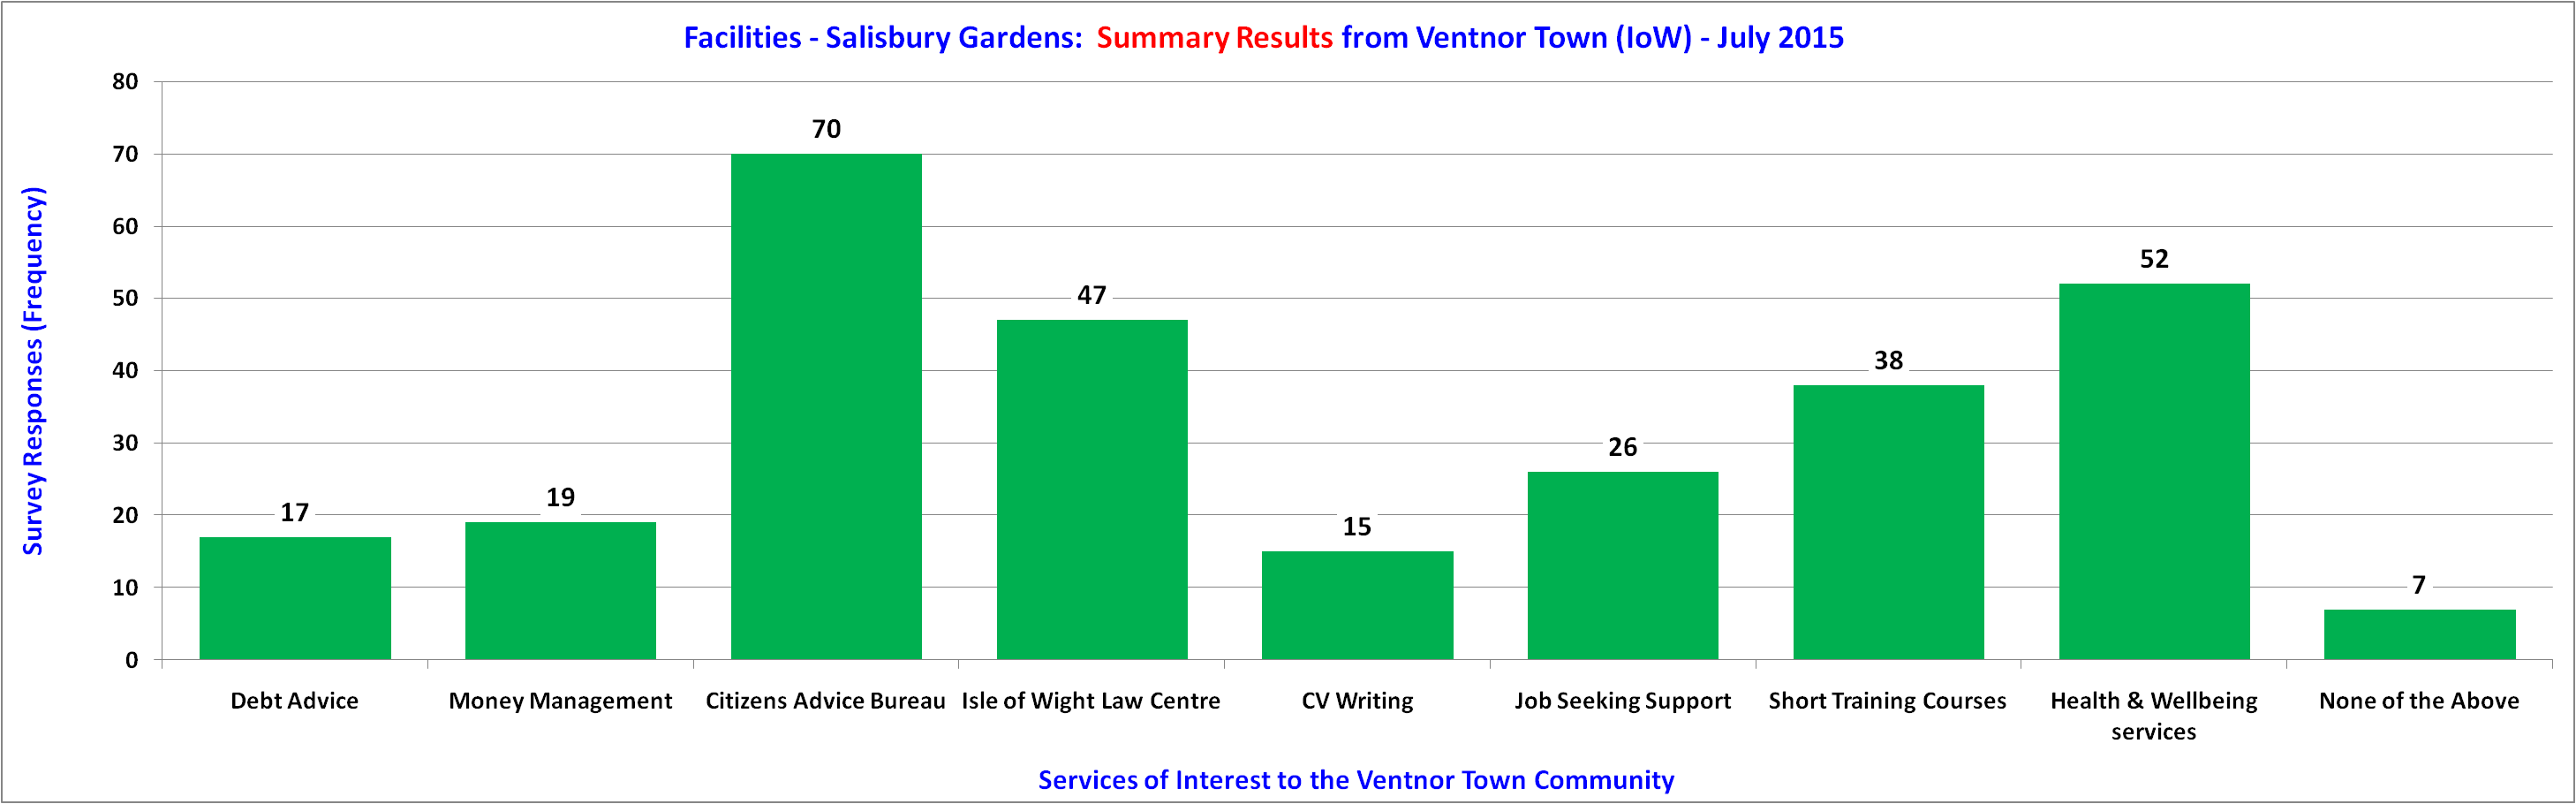 Facilities - Salisbury Gardens:  Summary Results from Ventnor Town (IoW) - July 2015
Survey Responses (Frequency)
80
70
60
50
40
30
20
10
0
17
19
70
47
15
26
38
52
7
Debt Advice
Money Management
Citizens Advice Bureau
Isle of Wight Law Centre
CV Writing
Job Seeking Support
Short Training Courses
Health & Wellbeing
services
None of the Above
Services of Interest to the Ventnor Town Community